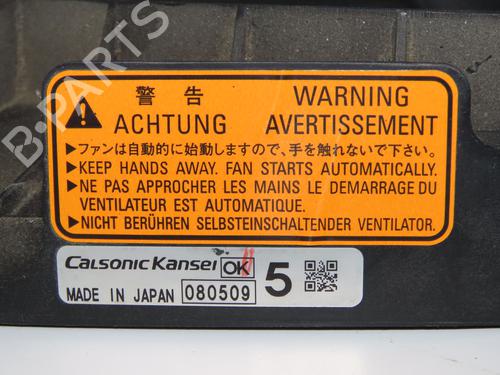 警告 WARNING
ACHTUNG AVERTISSEMENT
▶ファンは自動的に始動しますので、手を触れないで下さい。
▶KEEP HANDS AWAY. FAN STARTS AUTOMATICALLY.
▶NE PAS APPROCHER LES MAINS LE DEMARRAGE DU
VENTILATEUR EST AUTOMATIQUE.
▶NICHT BERÜHREN SELBSTEINSCHALTENDER VENTILATOR.
CALSONIC KANSEI OK 5
MADE IN JAPAN 080509
B-PARTS